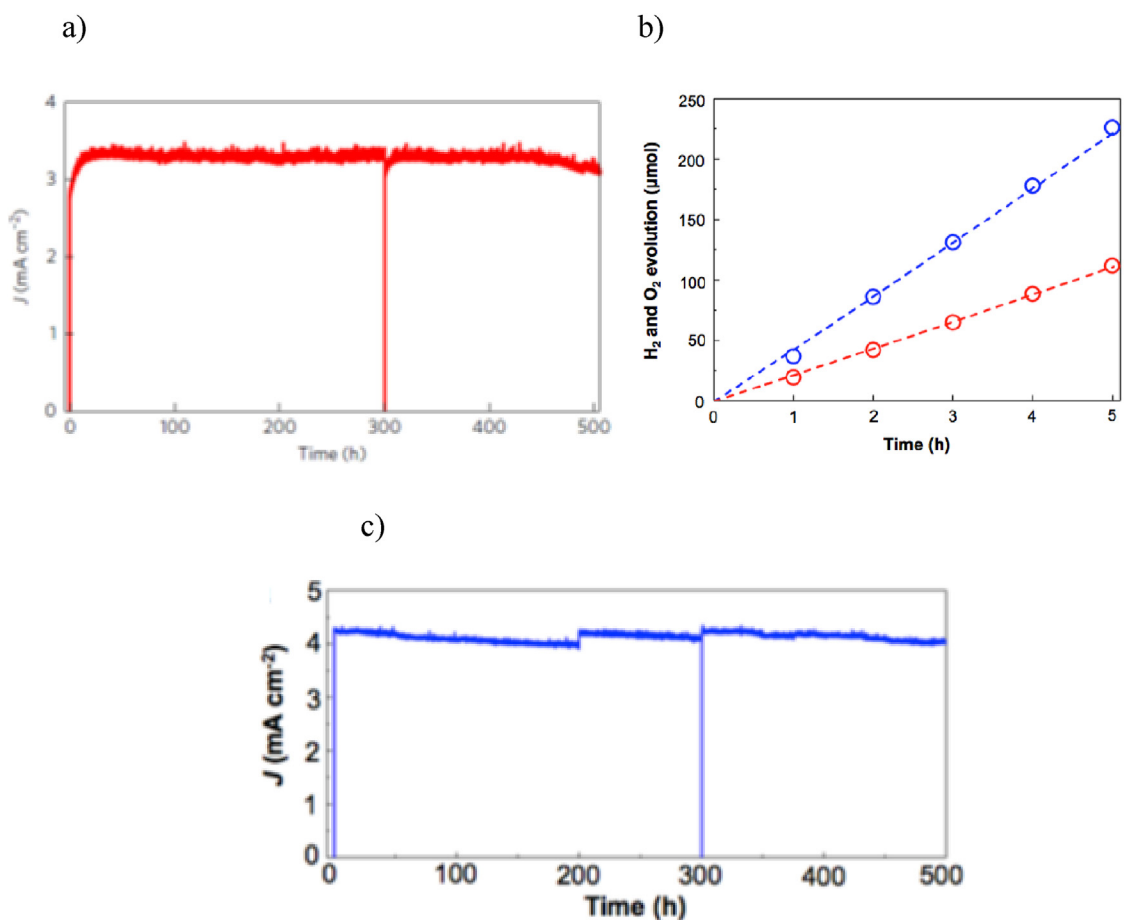 a)
4
3
2
1
0
J (mA cm⁻²)
0 100 200 300 400 500
Time (h)
b)
250
200
150
100
50
0
H₂ and O₂ evolution (μmol)
0 1 2 3 4 5
Time (h)
c)
5
4
3
2
1
0
J (mA cm⁻²)
0 100 200 300 400 500
Time (h)